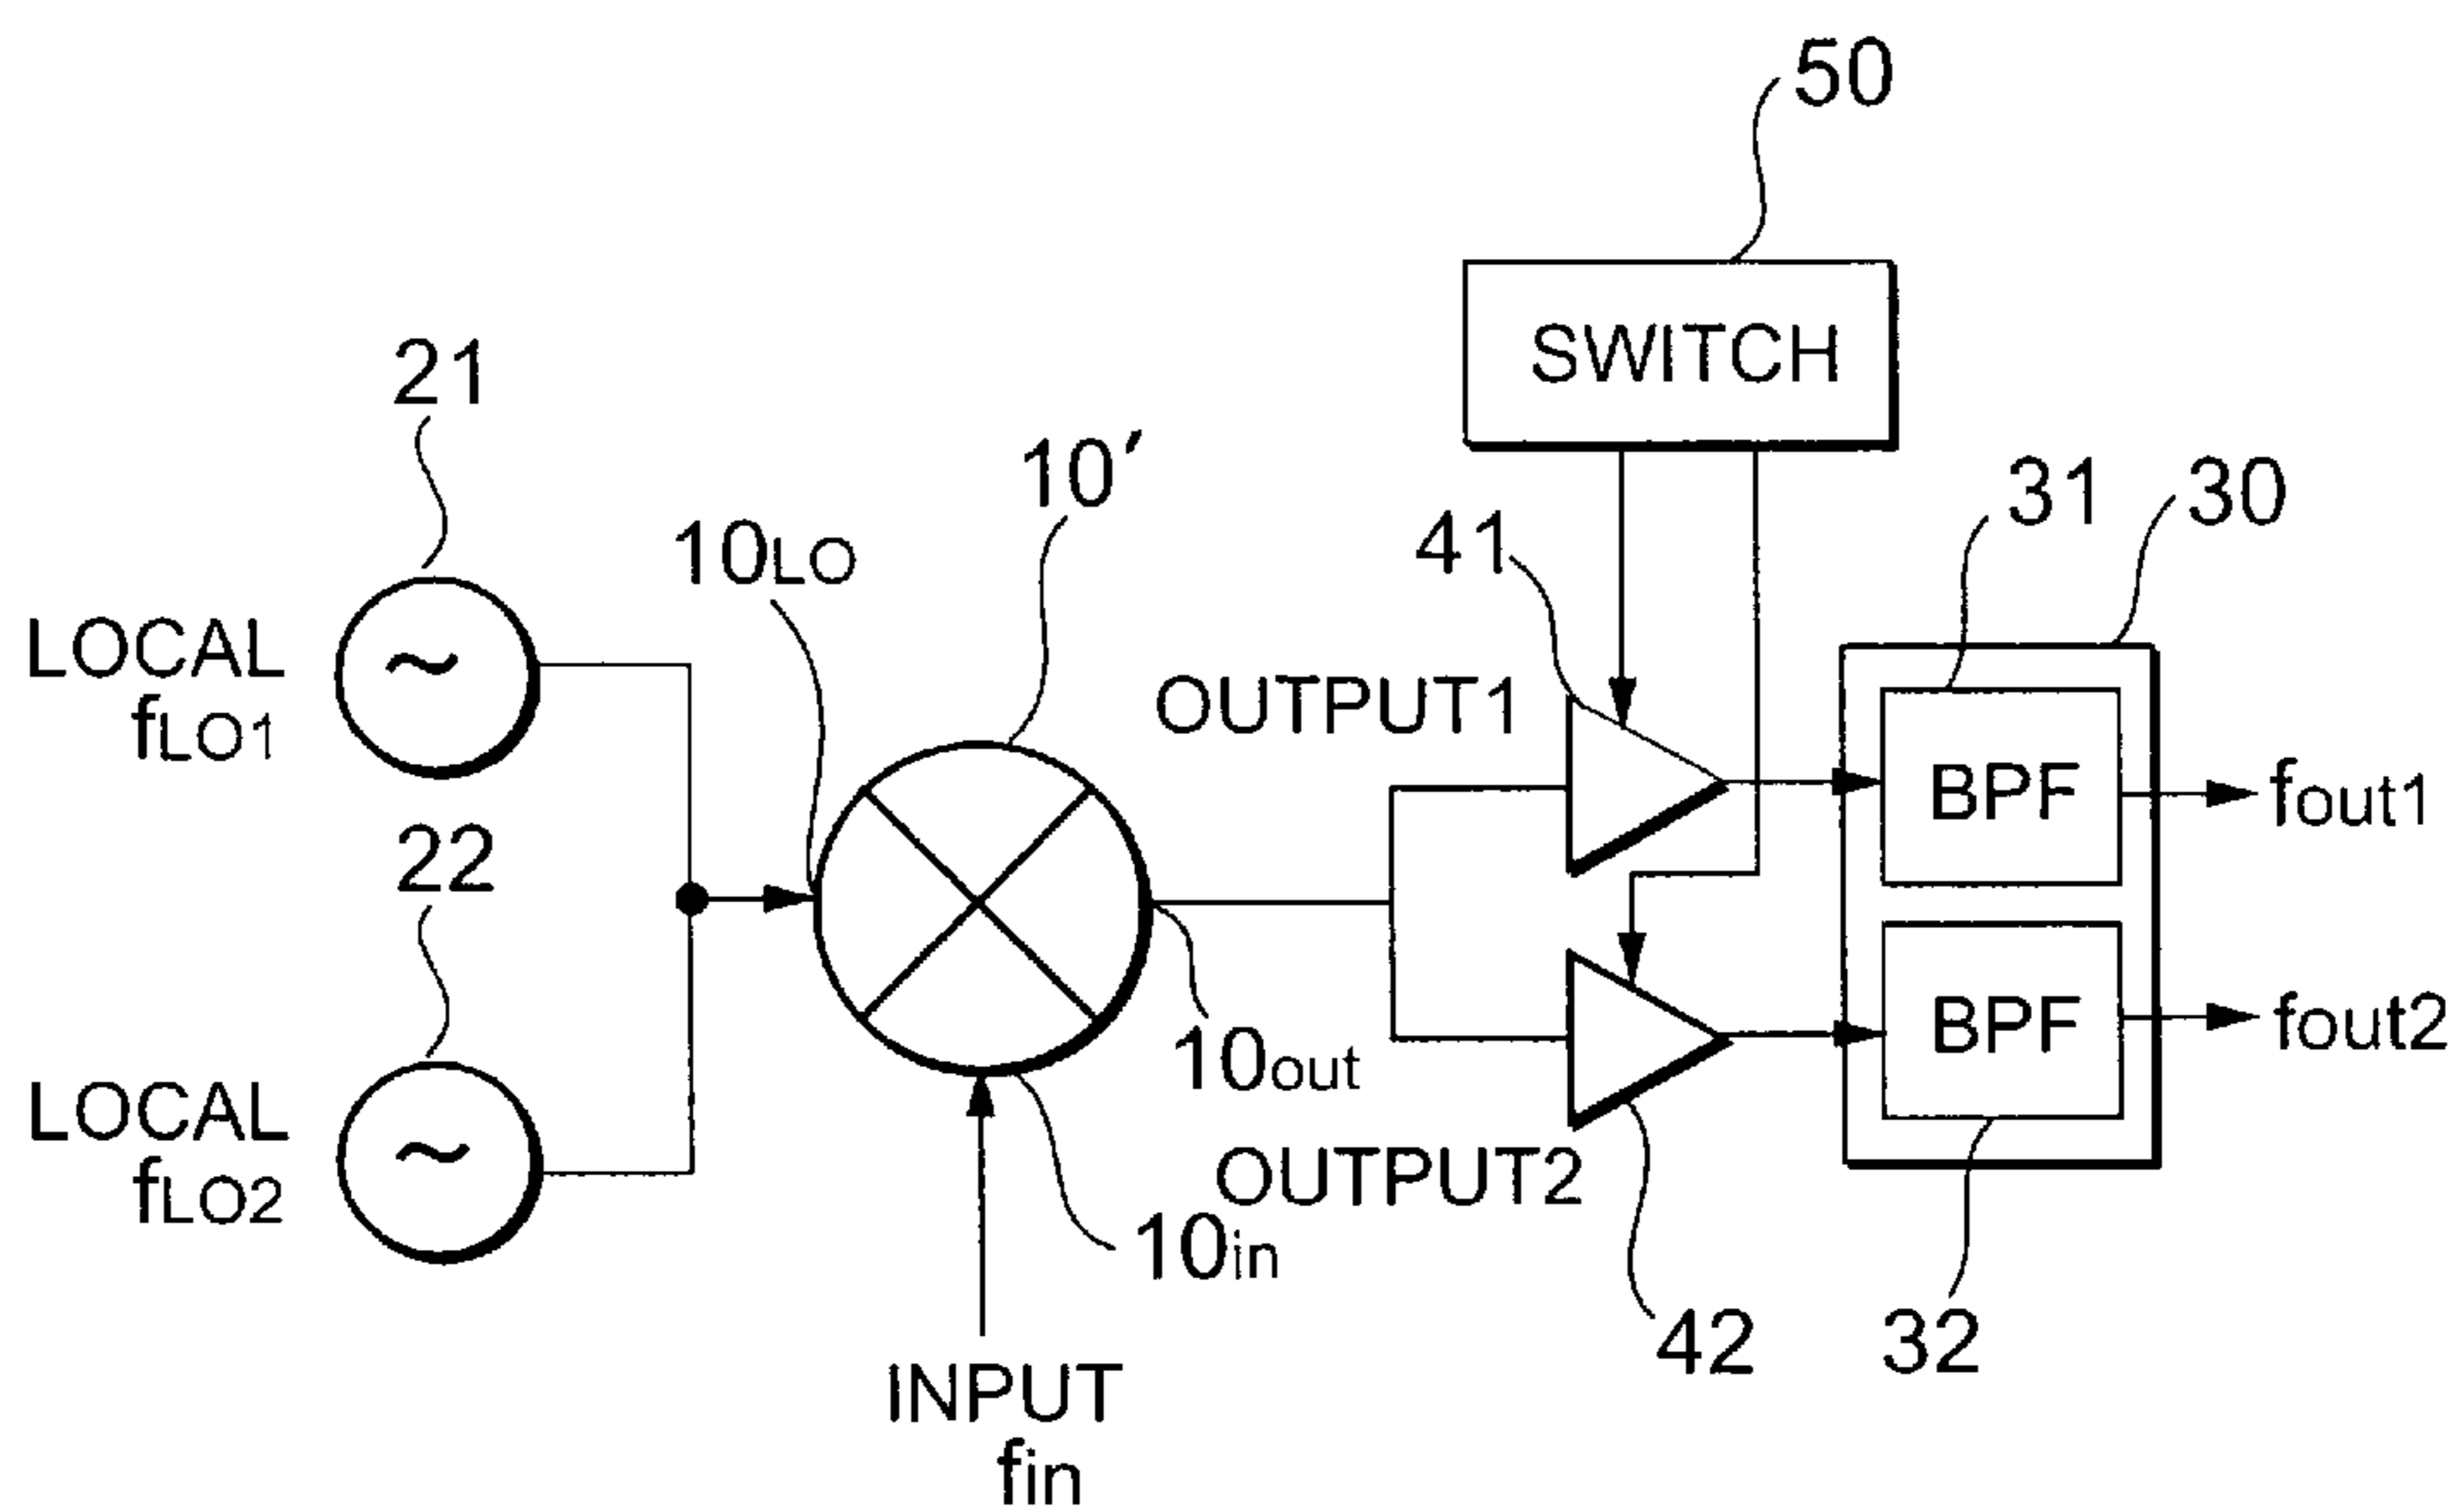 50
SWITCH
21
10′
10LO
41
31
30
LOCAL
fLO1
OUTPUT1
BPF
fout1
22
BPF
fout2
LOCAL
fLO2
10out
OUTPUT2
10in
42
32
INPUT
fin